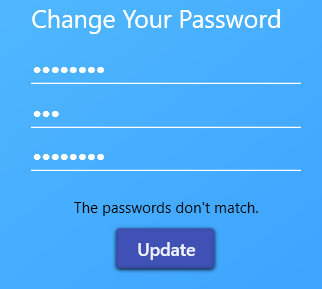 Change Your Password
••••••••
•••
••••••••
The passwords don't match.
Update